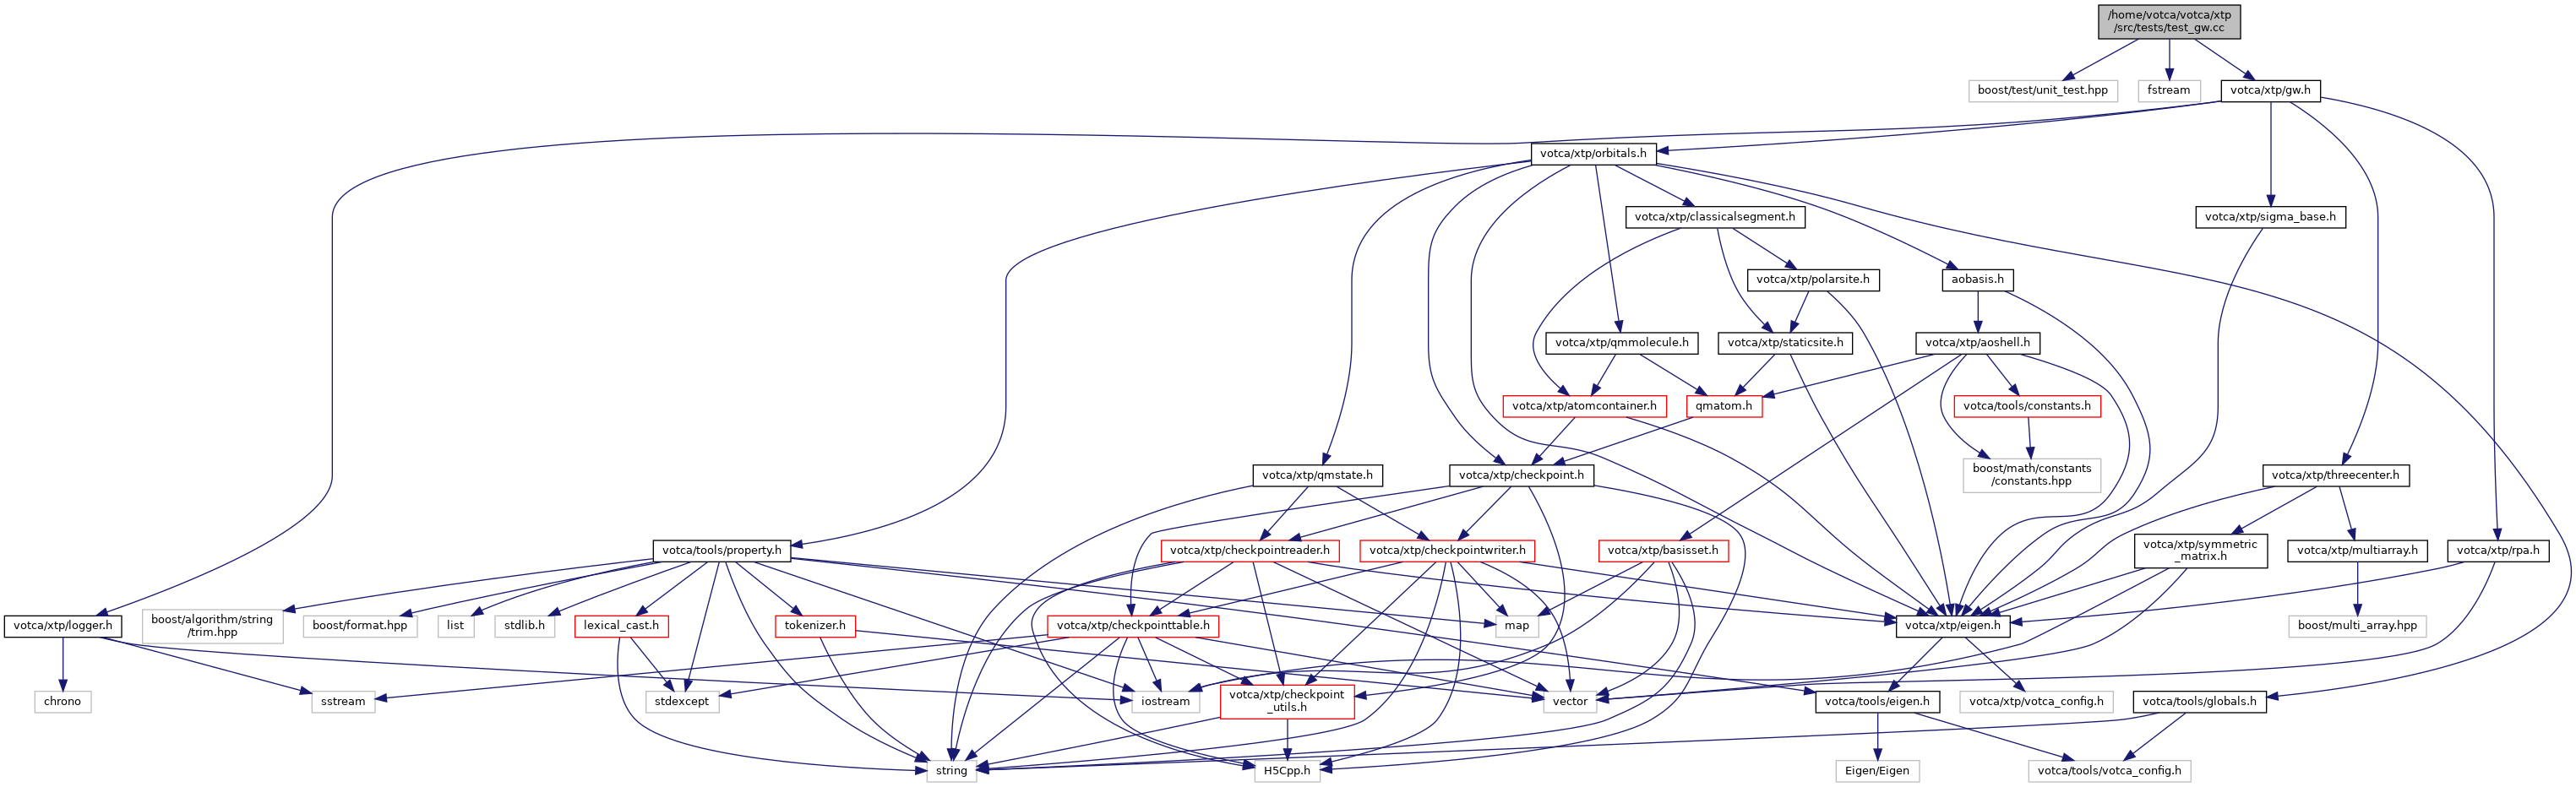 /home/votca/votca/xtp
/src/tests/test_gw.cc
boost/test/unit_test.hpp
fstream
votca/xtp/gw.h
votca/xtp/orbitals.h
votca/xtp/classicalsegment.h
votca/xtp/sigma_base.h
votca/xtp/polarsite.h
aobasis.h
votca/xtp/qmmolecule.h
votca/xtp/staticsite.h
votca/xtp/aoshell.h
votca/xtp/atomcontainer.h
qmatom.h
votca/tools/constants.h
votca/xtp/qmstate.h
votca/xtp/checkpoint.h
boost/math/constants
/constants.hpp
votca/xtp/threecenter.h
votca/tools/property.h
votca/xtp/checkpointreader.h
votca/xtp/checkpointwriter.h
votca/xtp/basisset.h
votca/xtp/symmetric
_matrix.h
votca/xtp/multiarray.h
votca/xtp/rpa.h
votca/xtp/logger.h
boost/algorithm/string
/trim.hpp
boost/format.hpp
list
stdlib.h
lexical_cast.h
tokenizer.h
votca/xtp/checkpointtable.h
map
votca/xtp/eigen.h
boost/multi_array.hpp
chrono
sstream
stdexcept
iostream
votca/xtp/checkpoint
_utils.h
vector
votca/tools/eigen.h
votca/xtp/votca_config.h
votca/tools/globals.h
string
H5Cpp.h
Eigen/Eigen
votca/tools/votca_config.h